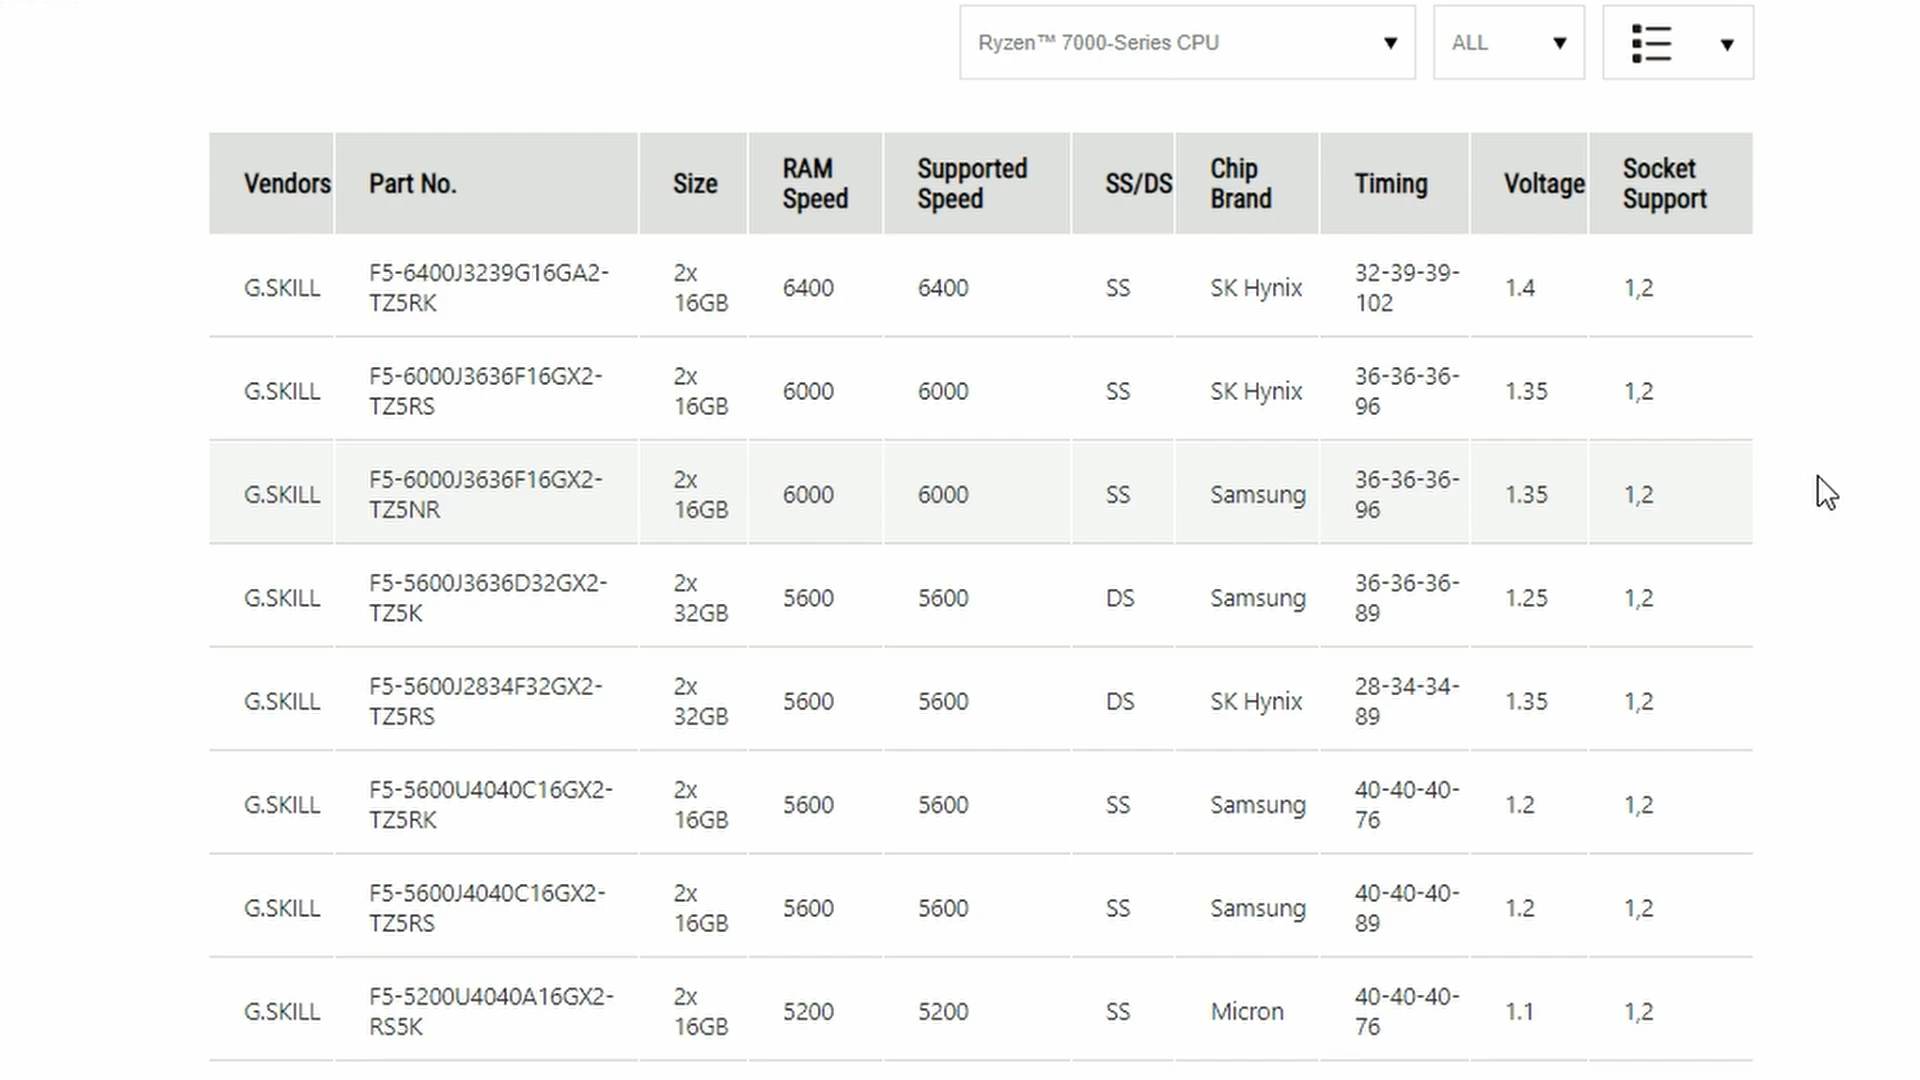 Ryzen™ 7000-Series CPU ALL
Vendors Part No. Size RAM Speed Supported Speed SS/DS Chip Brand Timing Voltage Socket Support
G.SKILL F5-6400J3239G16GA2-TZ5RK 2x 16GB 6400 6400 SS SK Hynix 32-39-39-102 1.4 1,2
G.SKILL F5-6000J3636F16GX2-TZ5RS 2x 16GB 6000 6000 SS SK Hynix 36-36-36-96 1.35 1,2
G.SKILL F5-6000J3636F16GX2-TZ5NR 2x 16GB 6000 6000 SS Samsung 36-36-36-96 1.35 1,2
G.SKILL F5-5600J3636D32GX2-TZ5K 2x 32GB 5600 5600 DS Samsung 36-36-36-89 1.25 1,2
G.SKILL F5-5600J2834F32GX2-TZ5RS 2x 32GB 5600 5600 DS SK Hynix 28-34-34-89 1.35 1,2
G.SKILL F5-5600U4040C16GX2-TZ5RK 2x 16GB 5600 5600 SS Samsung 40-40-40-76 1.2 1,2
G.SKILL F5-5600J4040C16GX2-TZ5RS 2x 16GB 5600 5600 SS Samsung 40-40-40-89 1.2 1,2
G.SKILL F5-5200U4040A16GX2-RS5K 2x 16GB 5200 5200 SS Micron 40-40-40-76 1.1 1,2